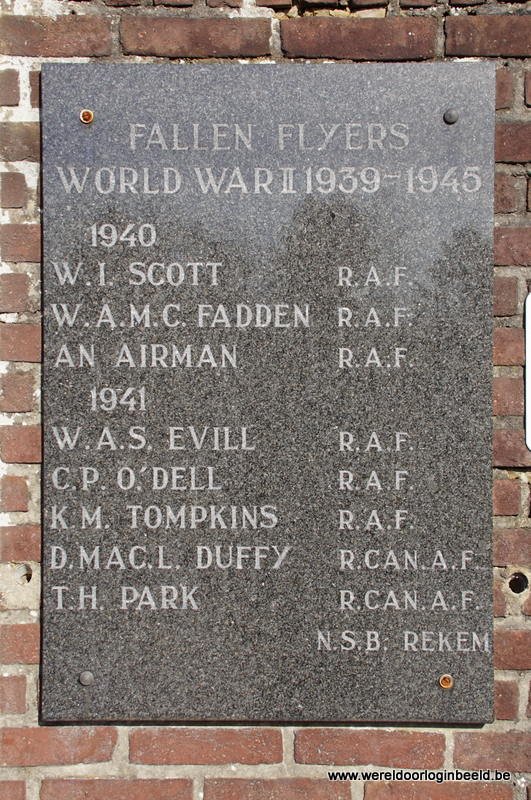 FALLEN FLYERS
WORLD WAR II 1939-1945
1940
W.I. SCOTT R.A.F.
W.A.M.C. FADDEN R.A.F.
AN AIRMAN R.A.F.
1941
W.A.S. EVILL R.A.F.
C.P. O.'DELL R.A.F.
K.M. TOMPKINS R.A.F.
D.MAC.L. DUFFY R.CAN.A.F.
T.H. PARK R.CAN.A.F.
N.S.B. REKEM
www.wereldoorloginbeeld.be